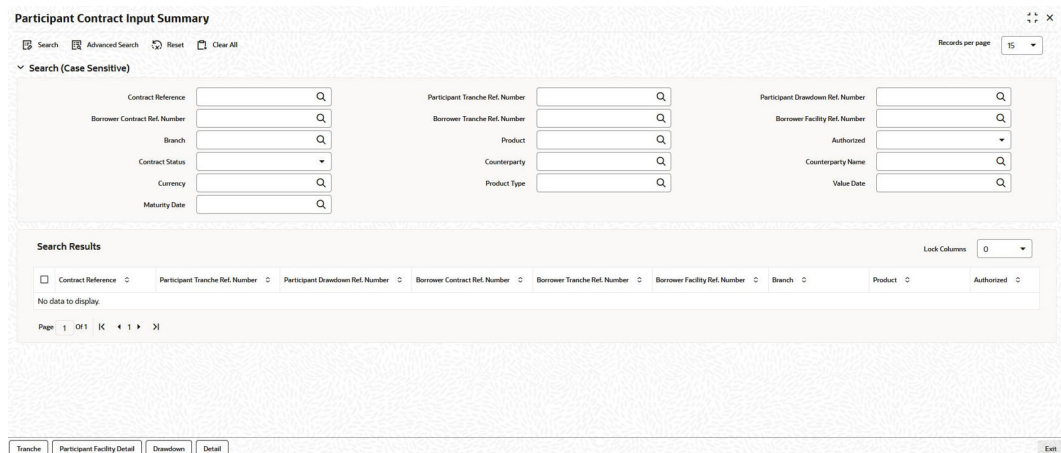 Participant Contract Input Summary
Search Advanced Search Reset Clear All Records per page 15
Search (Case Sensitive)
Contract Reference Participant Tranche Ref. Number Participant Drawdown Ref. Number
Borrower Contract Ref. Number Borrower Tranche Ref. Number Borrower Facility Ref. Number
Branch Product Authorized
Contract Status Counterparty Counterparty Name
Currency Product Type Value Date
Maturity Date
Search Results Lock Columns 0
Contract Reference Participant Tranche Ref. Number Participant Drawdown Ref. Number Borrower Contract Ref. Number Borrower Tranche Ref. Number Borrower Facility Ref. Number Branch Product Authorized
No data to display.
Page 1 Of 1 1
Tranche Participant Facility Detail Drawdown Detail Exit